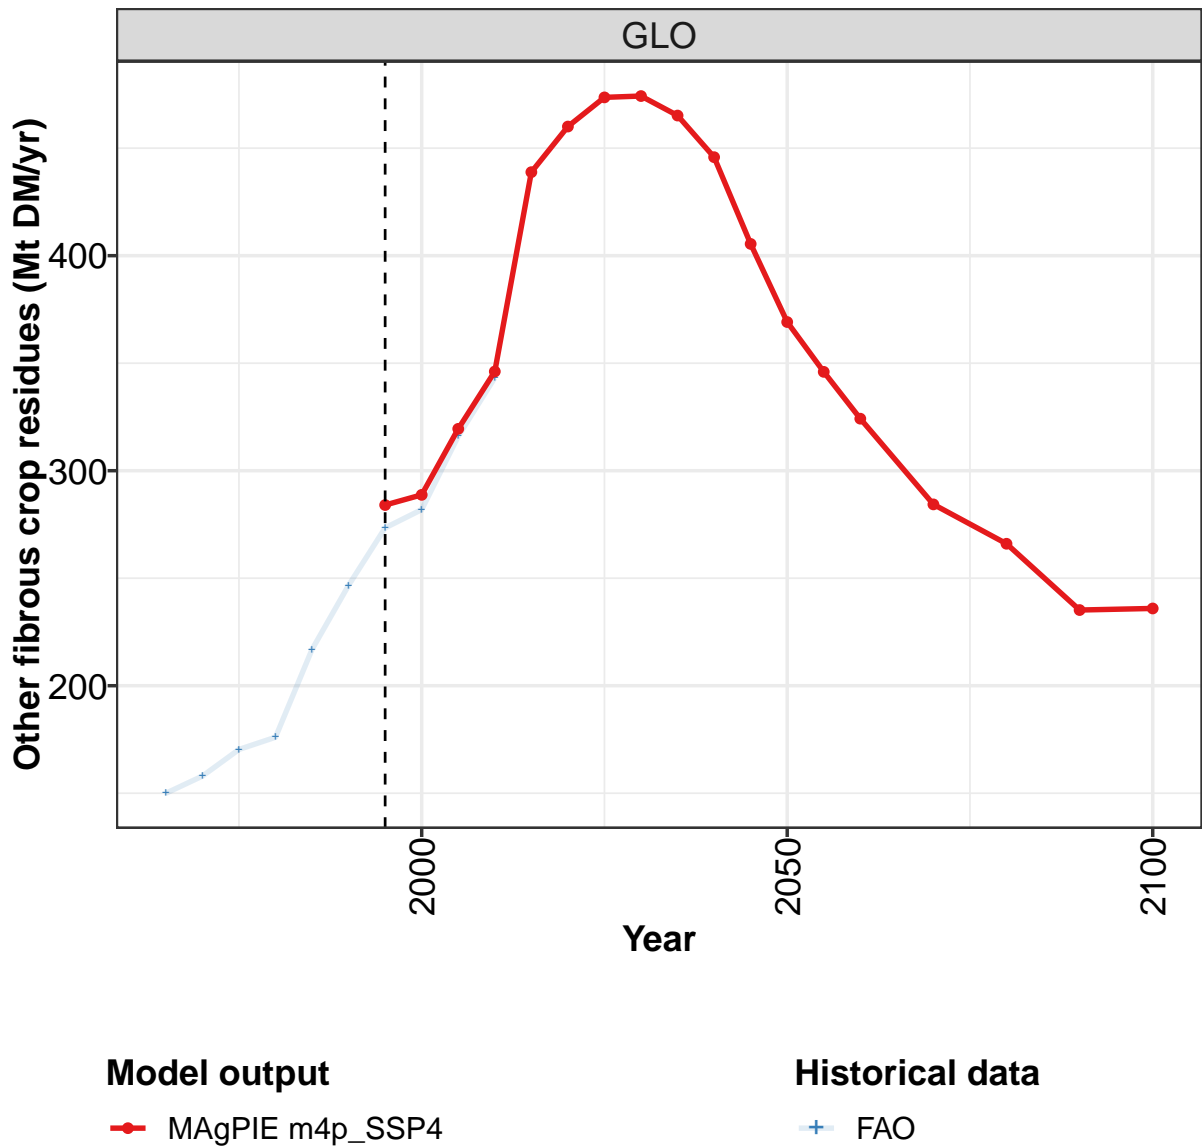 GLO
Other fibrous crop residues (Mt DM/yr)
400
300
200
2000
2050
2100
Year
Model output
MAgPIE m4p_SSP4
Historical data
FAO